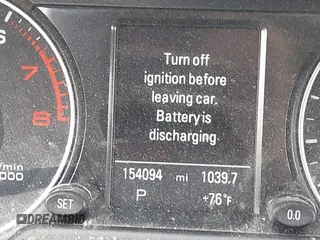 Turn off
ignition before
leaving car.
Battery is
discharging.
154094 mi 1039.7
P +76°F
7
8
SET
0.0
DREAMBID